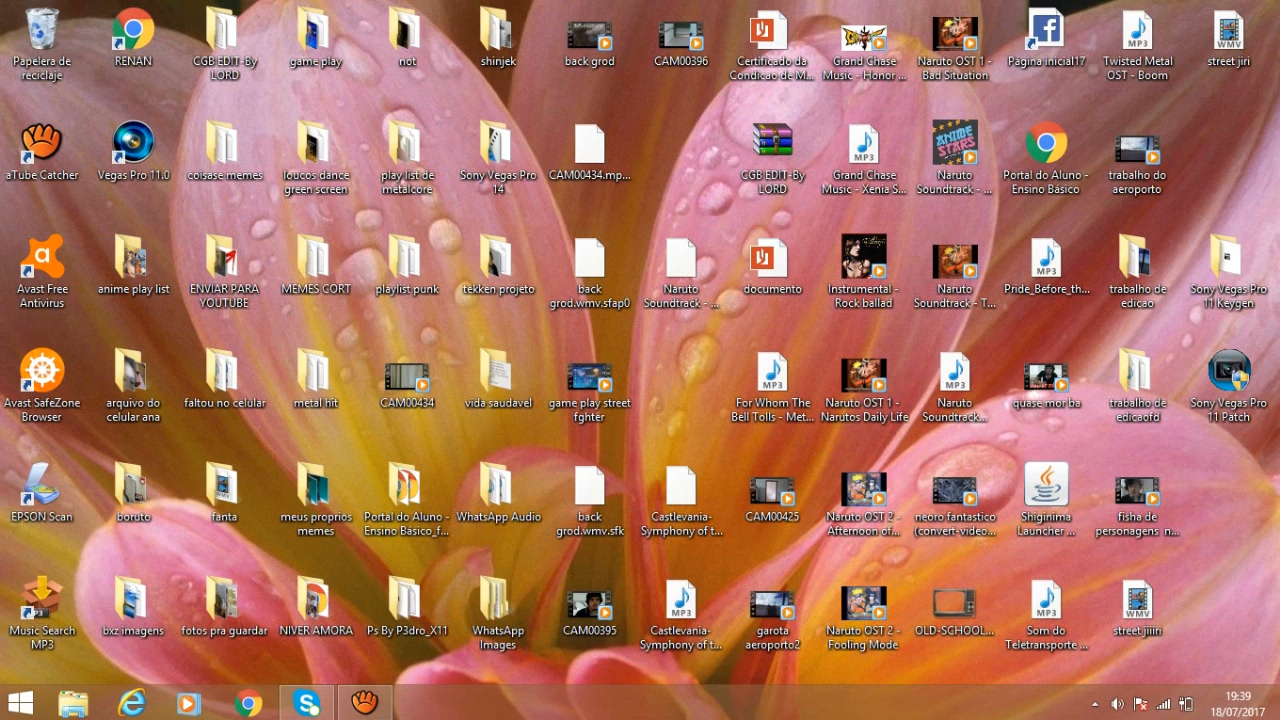 Papelera de
reciclaje
RENAN
CGB EDIT-By
LORD
game play
not
shinjek
back grod
CAM00396
Certificado da
Condicao de M...
Grand Chase
Music - Honor ...
Naruto OST 1 -
Bad Situation
Página inicial17
Twisted Metal
OST - Boom
street jiri
aTube Catcher
Vegas Pro 11.0
coisase memes
loucos dance
green screen
play list de
metalcore
Sony Vegas Pro
14
CAM00434.mp...
CGB EDIT-By
LORD
Grand Chase
Music - Xenia S...
Naruto
Soundtrack - ...
Portal do Aluno -
Ensino Básico
trabalho do
aeroporto
Avast Free
Antivirus
anime play list
ENVIAR PARA
YOUTUBE
MEMES CORT
playlist punk
tekken projeto
back
grod.wmv.sfap0
Naruto
Soundtrack - ...
documento
Instrumental -
Rock ballad
Naruto
Soundtrack - T...
Pride_Before_th...
trabalho de
edicao
Sony Vegas Pro
11 Keygen
Avast SafeZone
Browser
arquivo do
celular ana
faltou no celular
metal hit
CAM00434
vida saudavel
game play street
fghter
For Whom The
Bell Tolls - Met...
Naruto OST 1 -
Narutos Daily Life
Naruto
Soundtrack...
quase morba
trabalho de
edicaofd
Sony Vegas Pro
11 Patch
EPSON Scan
boruto
fanta
meus proprios
memes
Portal do Aluno -
Ensino Básico_f...
WhatsApp Audio
back
grod.wmv.sfk
Castlevania-
Symphony of t...
CAM00425
Naruto OST 2 -
Afternoon of...
neoro fantastico
(convert-video...
Shiginima
Launcher ...
fisha de
personagens n...
Music Search
MP3
bxz imagens
fotos pra guardar
NIVER AMORA
Ps By P3dro_X11
WhatsApp
Images
CAM00395
Castlevania-
Symphony of t...
garota
aeroporto2
Naruto OST 2 -
Fooling Mode
OLD-SCHOOL...
Som do
Teletransporte ...
street jiiiri
19:39
18/07/2017